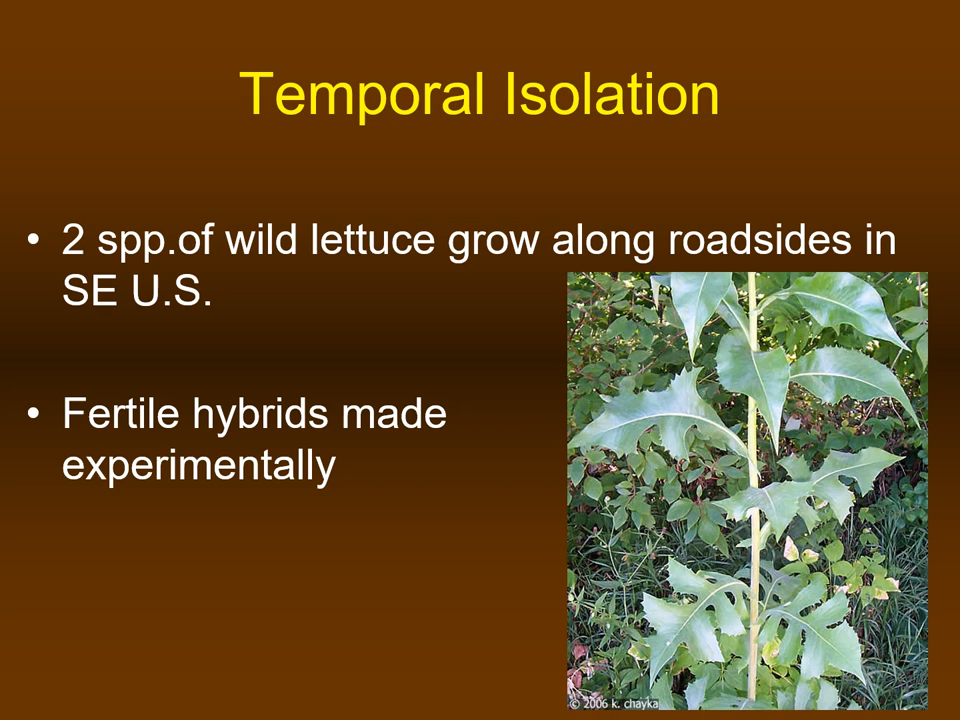 Temporal Isolation
• 2 spp.of wild lettuce grow along roadsides in
SE U.S.
• Fertile hybrids made
experimentally
© 2006 k. chayka